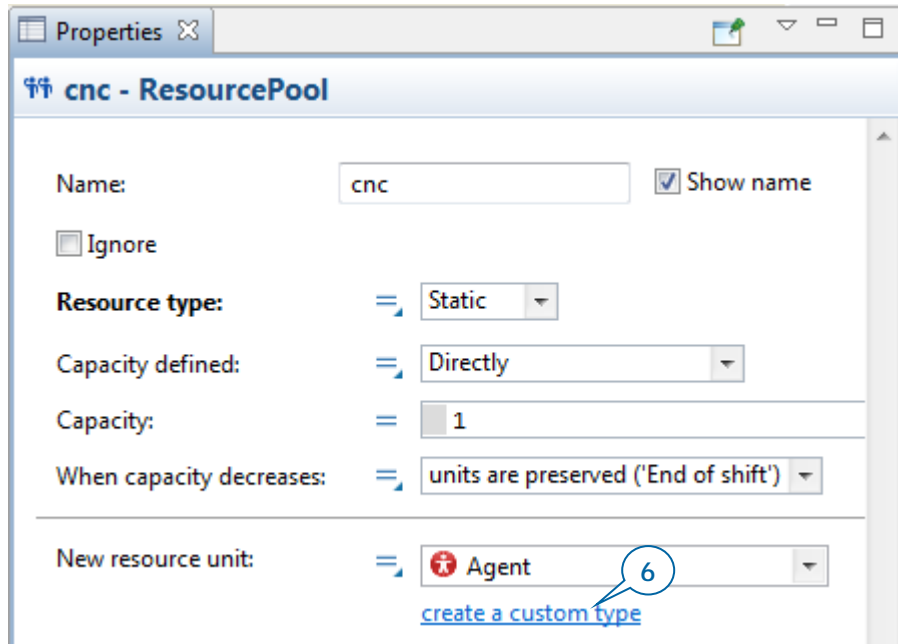 Properties
cnc - ResourcePool
Name: cnc Show name
Ignore
Resource type: Static
Capacity defined: Directly
Capacity: 1
When capacity decreases: units are preserved ('End of shift')
New resource unit: Agent
6
create a custom type